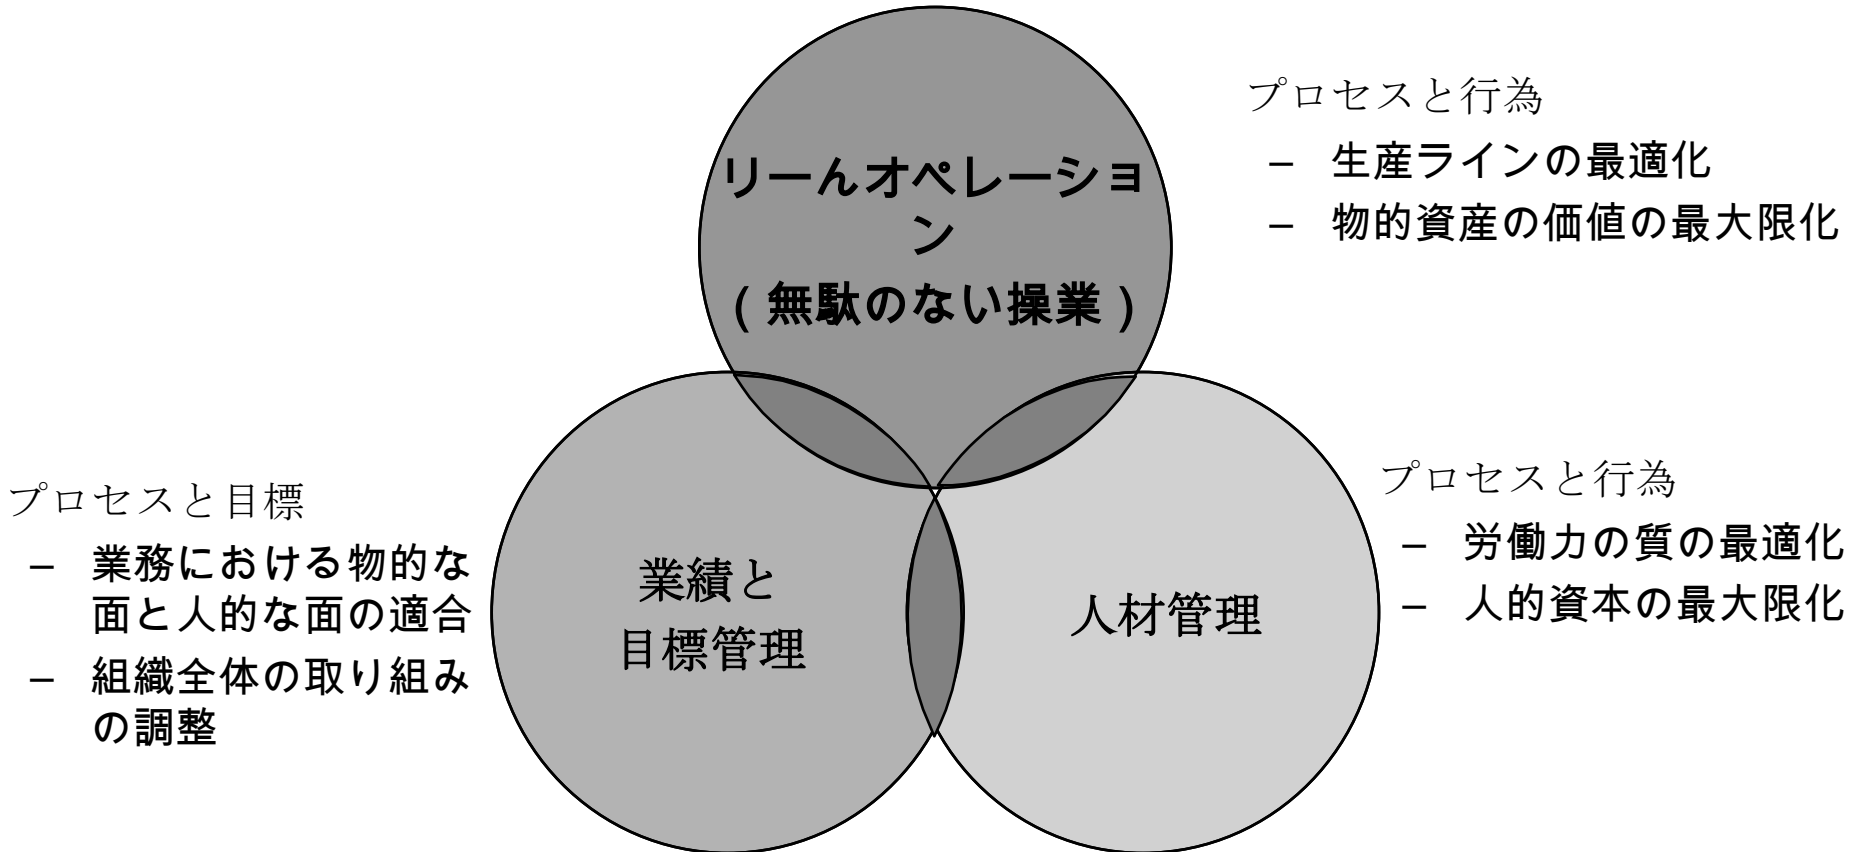 リーんオペレーショ
ン
(無駄のない操業)
プロセスと行為
– 生産ラインの最適化
– 物的資産の価値の最大限化
プロセスと目標
– 業務における物的な
面と人的な面の適合
– 組織全体の取り組み
の調整
業績と
目標管理
人材管理
プロセスと行為
– 労働力の質の最適化
– 人的資本の最大限化